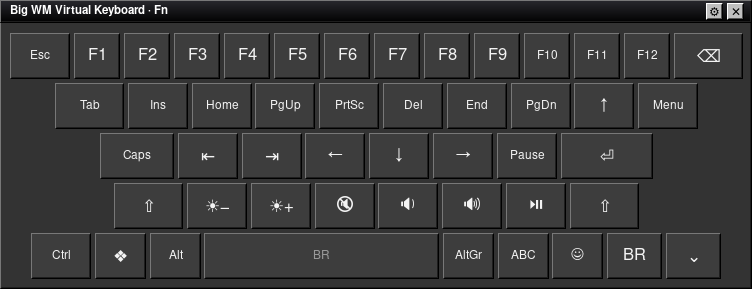 Big WM Virtual Keyboard · Fn ⚙ ✕
Esc F1 F2 F3 F4 F5 F6 F7 F8 F9 F10 F11 F12 ⌫
Tab Ins Home PgUp PrtSc Del End PgDn ↑ Menu
Caps ⇤ ⇥ ← ↓ → Pause ⏎
⇧ ☀− ☀+ 🔇 🔉 🔊 ⏯ ⇧
Ctrl ❖ Alt BR AltGr ABC ☺ BR ⌄